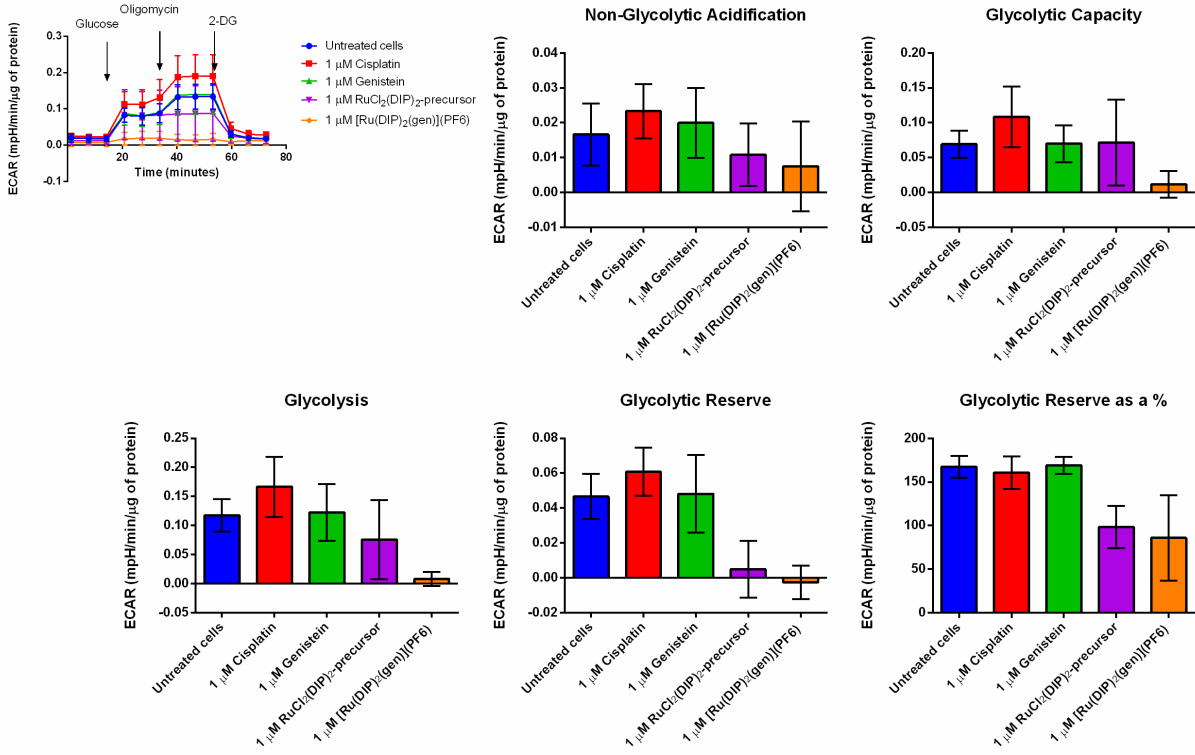 Glucose
Oligomycin
2-DG
ECAR (mpH/min/μg of protein)
0.3
0.2
0.1
0.0
-0.1
20
40
60
80
Time (minutes)
Untreated cells
1 μM Cisplatin
1 μM Genistein
1 μM RuCl₂(DIP)₂-precursor
1 μM [Ru(DIP)₂(gen)](PF6)
Non-Glycolytic Acidification
ECAR (mpH/min/μg of protein)
0.04
0.03
0.02
0.01
0.00
-0.01
Untreated cells
1 μM Cisplatin
1 μM Genistein
1 μM RuCl₂(DIP)₂-precursor
1 μM [Ru(DIP)₂(gen)](PF6)
Glycolytic Capacity
ECAR (mpH/min/μg of protein)
0.20
0.15
0.10
0.05
0.00
-0.05
Untreated cells
1 μM Cisplatin
1 μM Genistein
1 μM RuCl₂(DIP)₂-precursor
1 μM [Ru(DIP)₂(gen)](PF6)
Glycolysis
ECAR (mpH/min/μg of protein)
0.25
0.20
0.15
0.10
0.05
0.00
-0.05
Untreated cells
1 μM Cisplatin
1 μM Genistein
1 μM RuCl₂(DIP)₂-precursor
1 μM [Ru(DIP)₂(gen)](PF6)
Glycolytic Reserve
ECAR (mpH/min/μg of protein)
0.08
0.06
0.04
0.02
0.00
-0.02
Untreated cells
1 μM Cisplatin
1 μM Genistein
1 μM RuCl₂(DIP)₂-precursor
1 μM [Ru(DIP)₂(gen)](PF6)
Glycolytic Reserve as a %
ECAR (mpH/min/μg of protein)
200
150
100
50
0
Untreated cells
1 μM Cisplatin
1 μM Genistein
1 μM RuCl₂(DIP)₂-precursor
1 μM [Ru(DIP)₂(gen)](PF6)